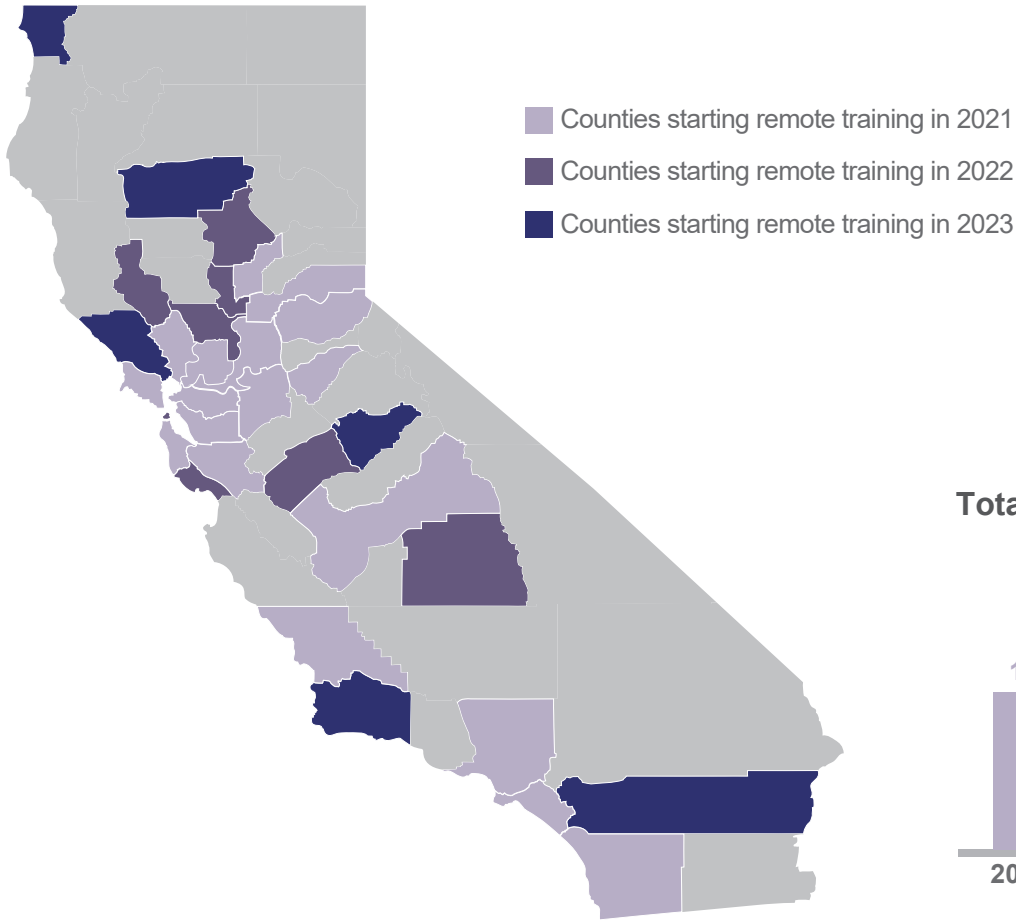 Counties starting remote training in 2021
Counties starting remote training in 2022
Counties starting remote training in 2023